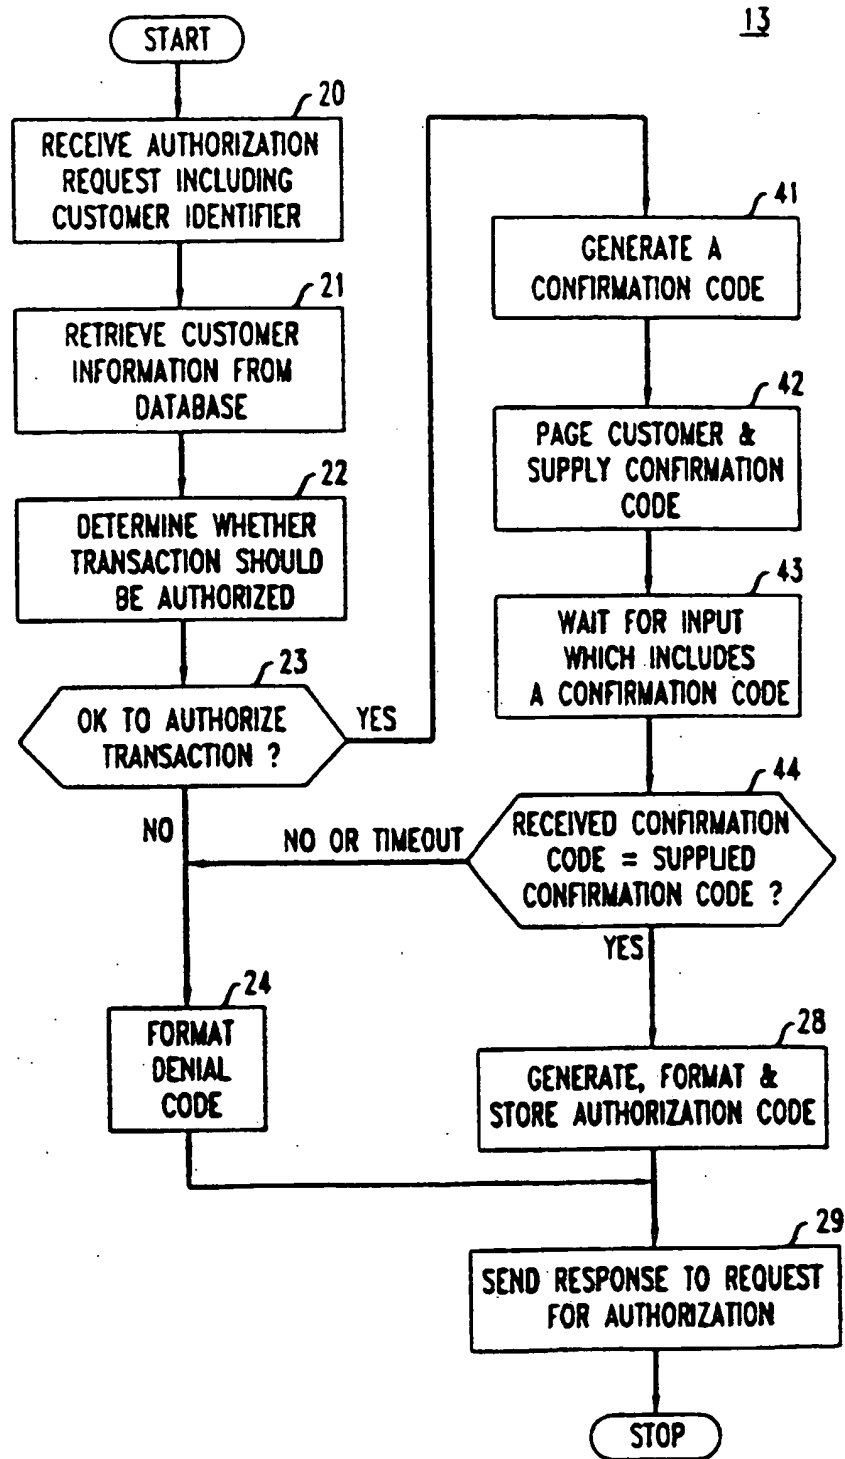 13
START
20
RECEIVE AUTHORIZATION
REQUEST INCLUDING
CUSTOMER IDENTIFIER
21
RETRIEVE CUSTOMER
INFORMATION FROM
DATABASE
22
DETERMINE WHETHER
TRANSACTION SHOULD
BE AUTHORIZED
23
OK TO AUTHORIZE
TRANSACTION ?
YES
NO
24
FORMAT
DENIAL
CODE
41
GENERATE A
CONFIRMATION CODE
42
PAGE CUSTOMER &
SUPPLY CONFIRMATION
CODE
43
WAIT FOR INPUT
WHICH INCLUDES
A CONFIRMATION CODE
44
RECEIVED CONFIRMATION
CODE = SUPPLIED
CONFIRMATION CODE ?
NO OR TIMEOUT
YES
28
GENERATE, FORMAT &
STORE AUTHORIZATION CODE
29
SEND RESPONSE TO REQUEST
FOR AUTHORIZATION
STOP